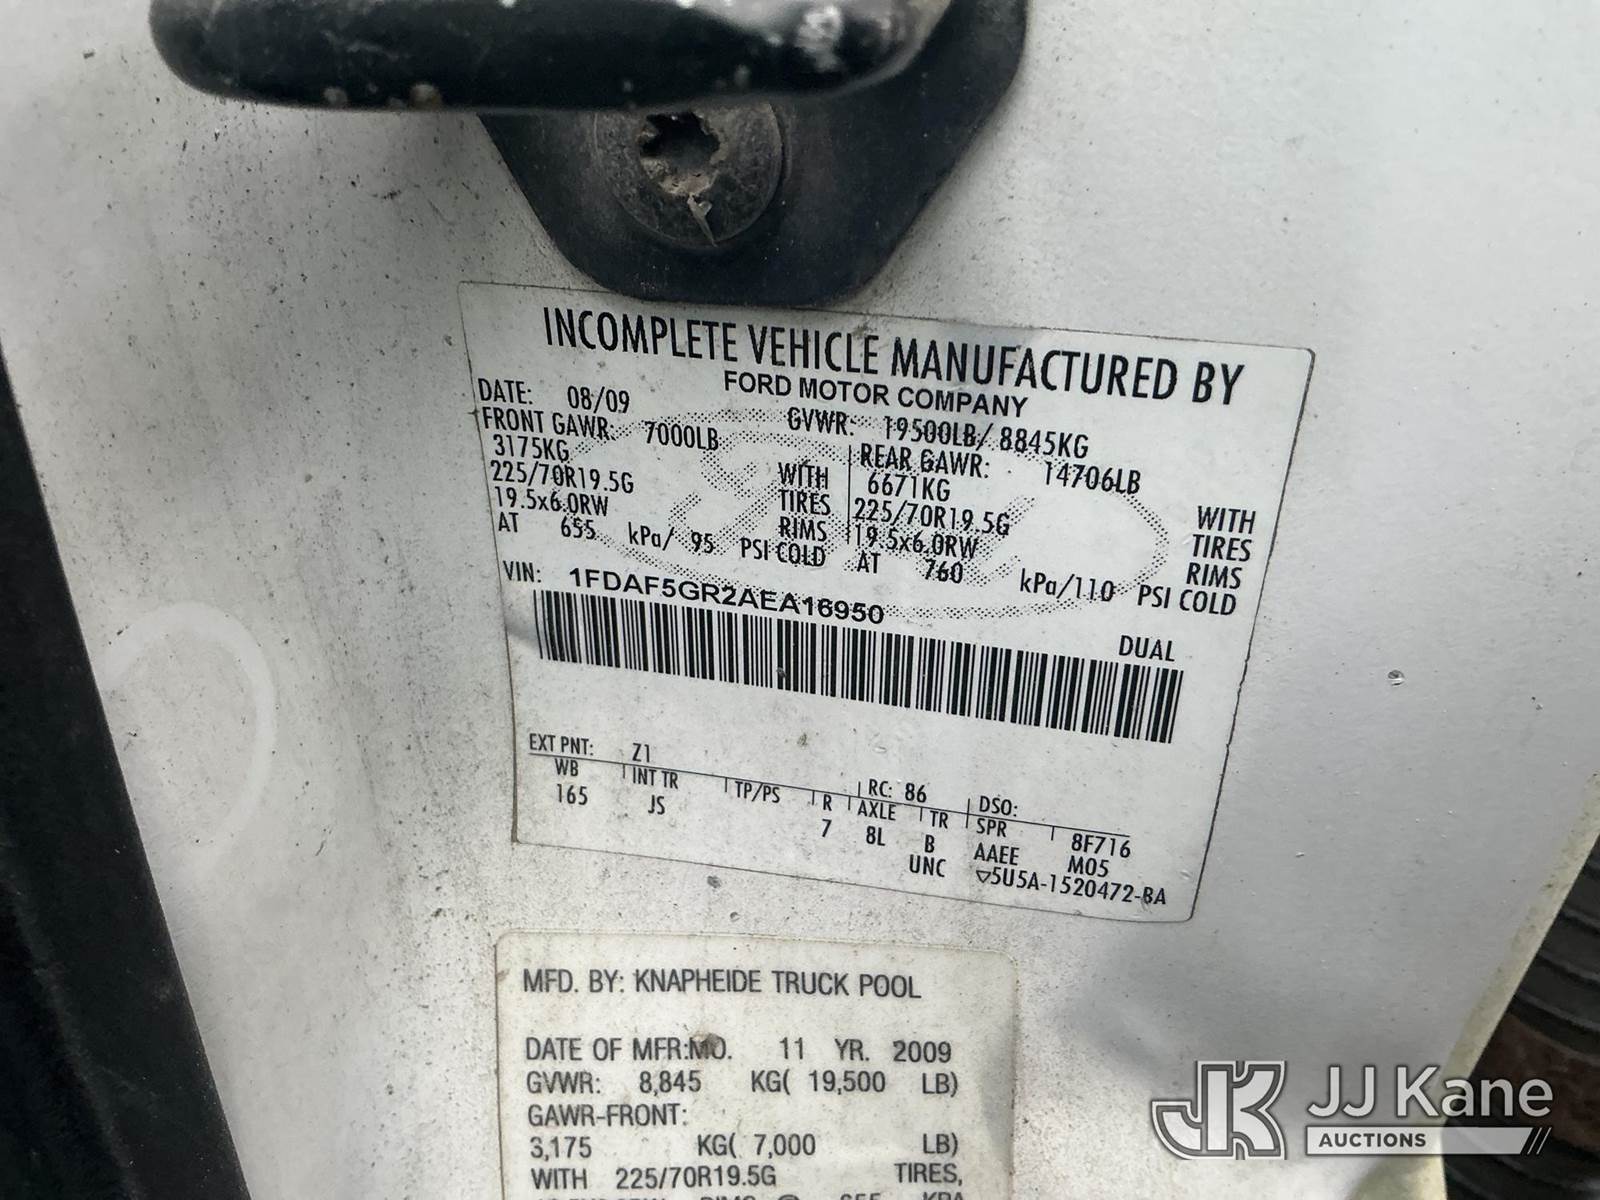 INCOMPLETE VEHICLE MANUFACTURED BY
FORD MOTOR COMPANY
DATE: 08/09 GVWR: 19500LB/ 8845KG
FRONT GAWR: 7000LB REAR GAWR: 14706LB
3175KG WITH 6671KG WITH
225/70R19.5G TIRES 225/70R19.5G TIRES
19.5x6.0RW RIMS 19.5x6.0RW RIMS
AT 655 kPa/ 95 PSI COLD AT 760 kPa/110 PSI COLD
VIN: 1FDAF5GR2AEA16950
DUAL
EXT PNT: Z1 RC: 86 DSO:
WB INT TR TP/PS R AXLE TR SPR 8F716
165 JS 7 8L B AAEE M05
UNC ▽5U5A-1520472-BA
MFD. BY: KNAPHEIDE TRUCK POOL
DATE OF MFR:MO. 11 YR. 2009
GVWR: 8,845 KG( 19,500 LB)
GAWR-FRONT:
3,175 KG( 7,000 LB)
WITH 225/70R19.5G TIRES,
JJ Kane
AUCTIONS